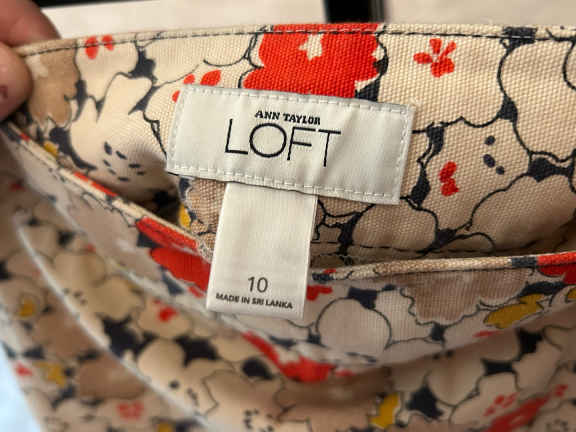 ANN TAYLOR
LOFT
10
MADE IN SRI LANKA